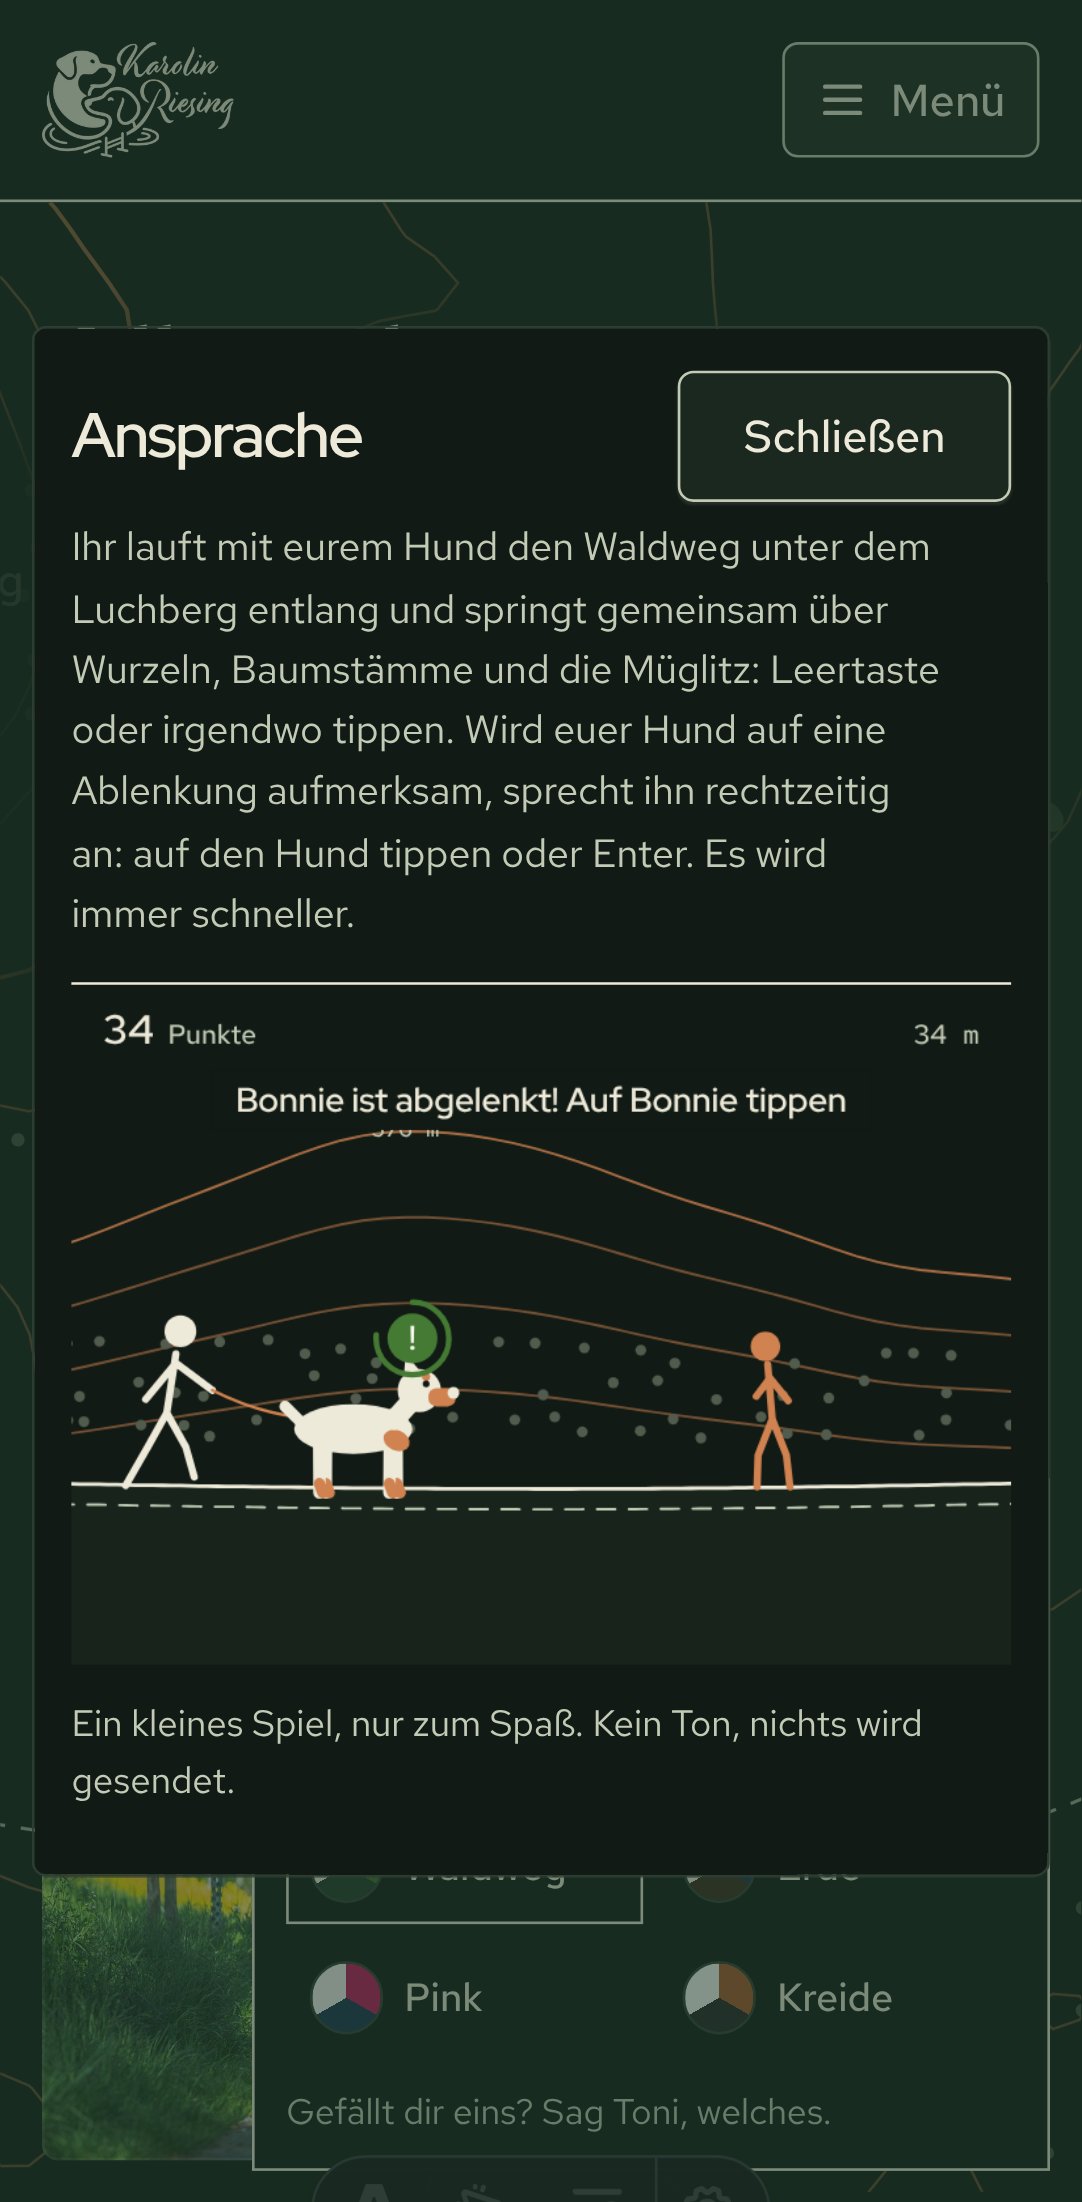 Karolin
Riesing
Menü
Ansprache
Schließen
Ihr lauft mit eurem Hund den Waldweg unter dem
Luchberg entlang und springt gemeinsam über
Wurzeln, Baumstämme und die Müglitz: Leertaste
oder irgendwo tippen. Wird euer Hund auf eine
Ablenkung aufmerksam, sprecht ihn rechtzeitig
an: auf den Hund tippen oder Enter. Es wird
immer schneller.
34 Punkte
34 m
Bonnie ist abgelenkt! Auf Bonnie tippen
!
Ein kleines Spiel, nur zum Spaß. Kein Ton, nichts wird
gesendet.
Waldweg
Erde
Pink
Kreide
Gefällt dir eins? Sag Toni, welches.